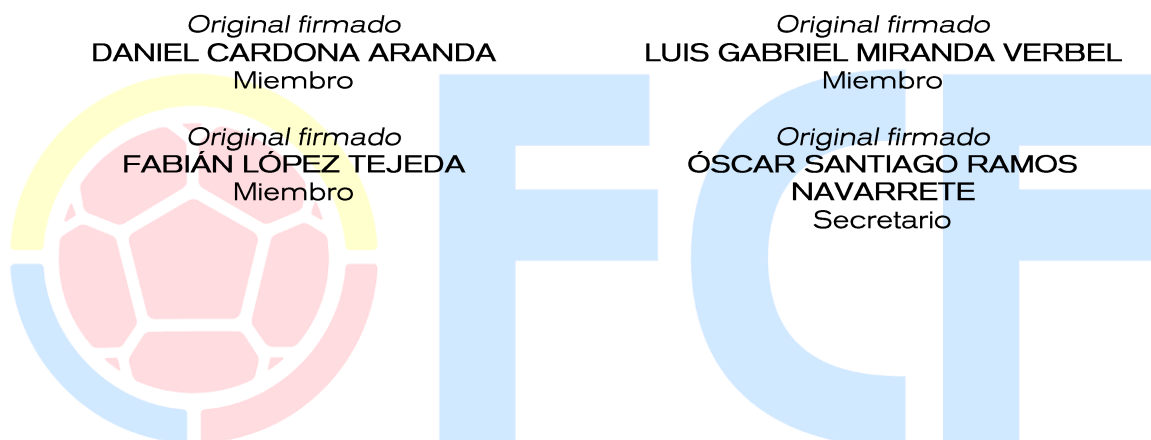 Original firmado
DANIEL CARDONA ARANDA
Miembro
Original firmado
LUIS GABRIEL MIRANDA VERBEL
Miembro
Original firmado
FABIÁN LÓPEZ TEJEDA
Miembro
Original firmado
ÓSCAR SANTIAGO RAMOS
NAVARRETE
Secretario
FCF